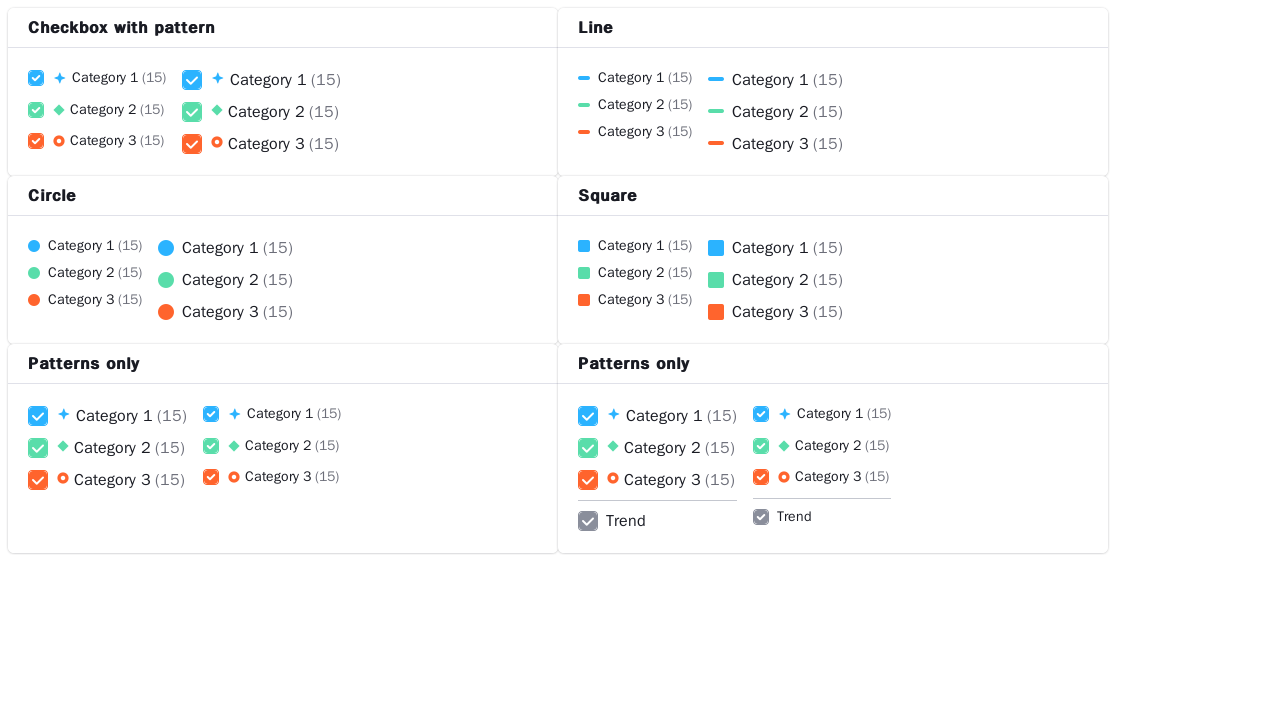 Checkbox with pattern
Category 1 (15)
Category 2 (15)
Category 3 (15)
Category 1 (15)
Category 2 (15)
Category 3 (15)
Line
Category 1 (15)
Category 2 (15)
Category 3 (15)
Category 1 (15)
Category 2 (15)
Category 3 (15)
Circle
Category 1 (15)
Category 2 (15)
Category 3 (15)
Category 1 (15)
Category 2 (15)
Category 3 (15)
Square
Category 1 (15)
Category 2 (15)
Category 3 (15)
Category 1 (15)
Category 2 (15)
Category 3 (15)
Patterns only
Category 1 (15)
Category 2 (15)
Category 3 (15)
Category 1 (15)
Category 2 (15)
Category 3 (15)
Patterns only
Category 1 (15)
Category 2 (15)
Category 3 (15)
Trend
Category 1 (15)
Category 2 (15)
Category 3 (15)
Trend